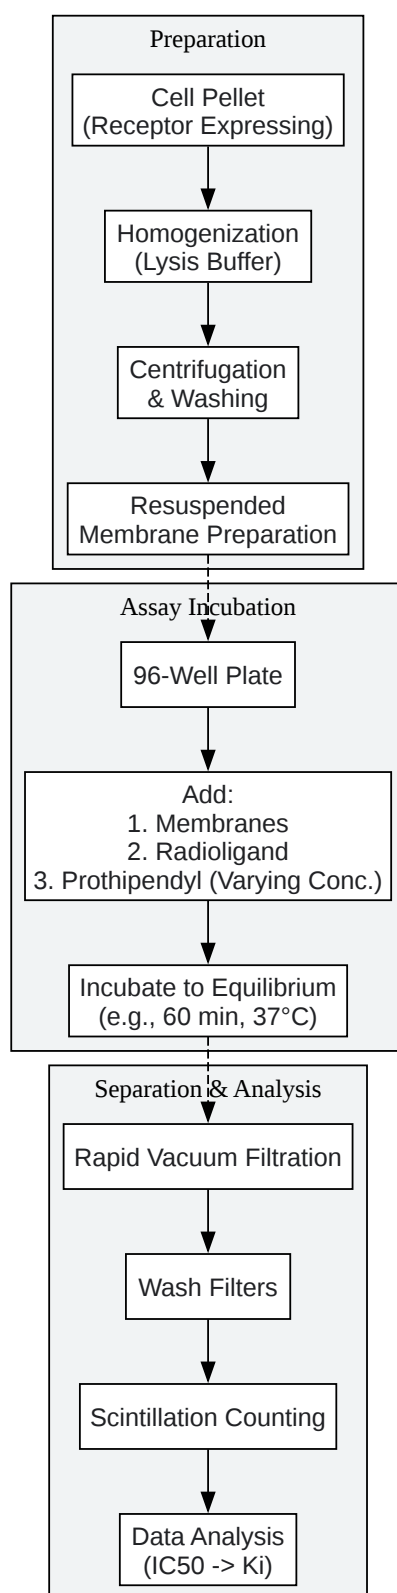 Preparation
Cell Pellet
(Receptor Expressing)
Homogenization
(Lysis Buffer)
Centrifugation
& Washing
Resuspended
Membrane Preparation
Assay Incubation
96-Well Plate
Add:
1. Membranes
2. Radioligand
3. Prothipendyl (Varying Conc.)
Incubate to Equilibrium
(e.g., 60 min, 37°C)
Separation & Analysis
Rapid Vacuum Filtration
Wash Filters
Scintillation Counting
Data Analysis
(IC50 -> Ki)